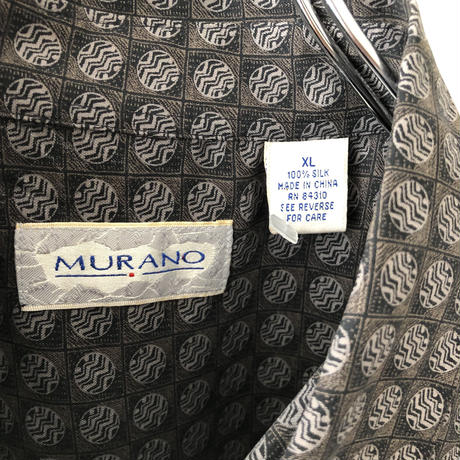 XL
100% SILK
MADE IN CHINA
RN 84310
SEE REVERSE
FOR CARE
MURANO